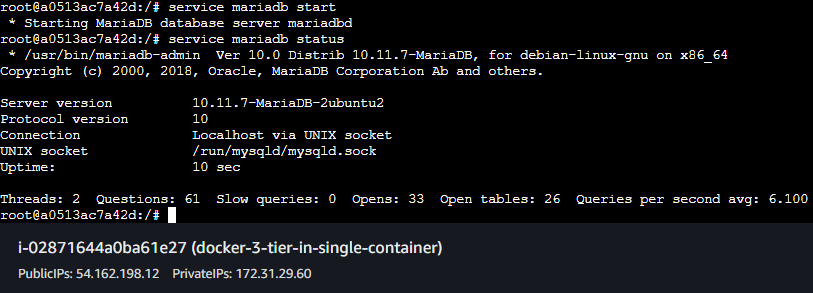 root@a0513ac7a42d:/# service mariadb start
 * Starting MariaDB database server mariadbd
root@a0513ac7a42d:/# service mariadb status
 * /usr/bin/mariadb-admin  Ver 10.0 Distrib 10.11.7-MariaDB, for debian-linux-gnu on x86_64
Copyright (c) 2000, 2018, Oracle, MariaDB Corporation Ab and others.
Server version          10.11.7-MariaDB-2ubuntu2
Protocol version        10
Connection              Localhost via UNIX socket
UNIX socket             /run/mysqld/mysqld.sock
Uptime:                 10 sec
Threads: 2  Questions: 61  Slow queries: 0  Opens: 33  Open tables: 26  Queries per second avg: 6.100
root@a0513ac7a42d:/#
i-02871644a0ba61e27 (docker-3-tier-in-single-container)
PublicIPs: 54.162.198.12    PrivateIPs: 172.31.29.60